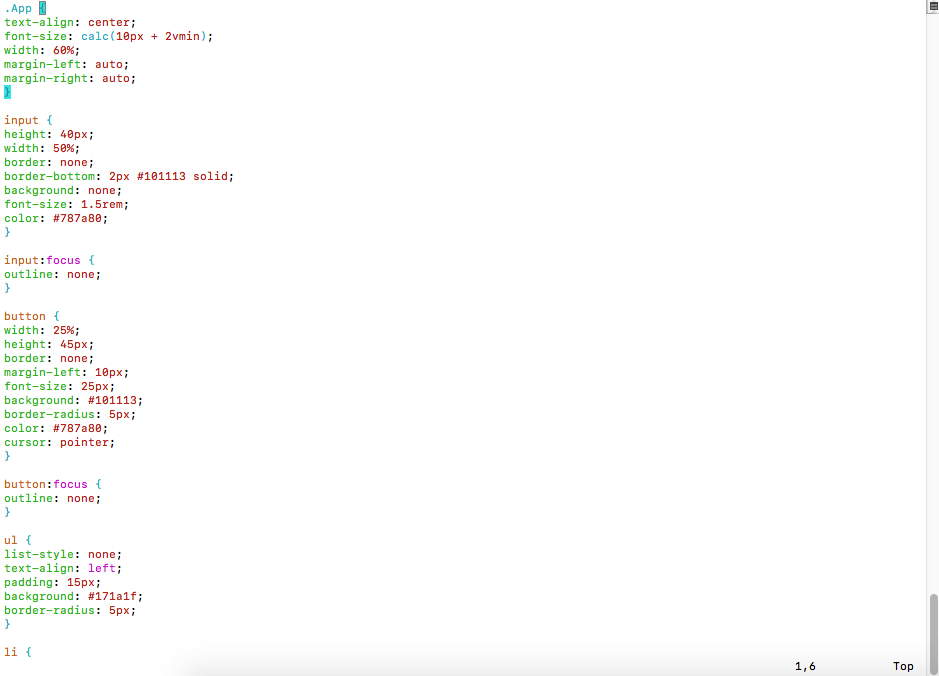 .App {
text-align: center;
font-size: calc(10px + 2vmin);
width: 60%;
margin-left: auto;
margin-right: auto;
}

input {
height: 40px;
width: 50%;
border: none;
border-bottom: 2px #101113 solid;
background: none;
font-size: 1.5rem;
color: #787a80;
}

input:focus {
outline: none;
}

button {
width: 25%;
height: 45px;
border: none;
margin-left: 10px;
font-size: 25px;
background: #101113;
border-radius: 5px;
color: #787a80;
cursor: pointer;
}

button:focus {
outline: none;
}

ul {
list-style: none;
text-align: left;
padding: 15px;
background: #171a1f;
border-radius: 5px;
}

li {
1,6 Top